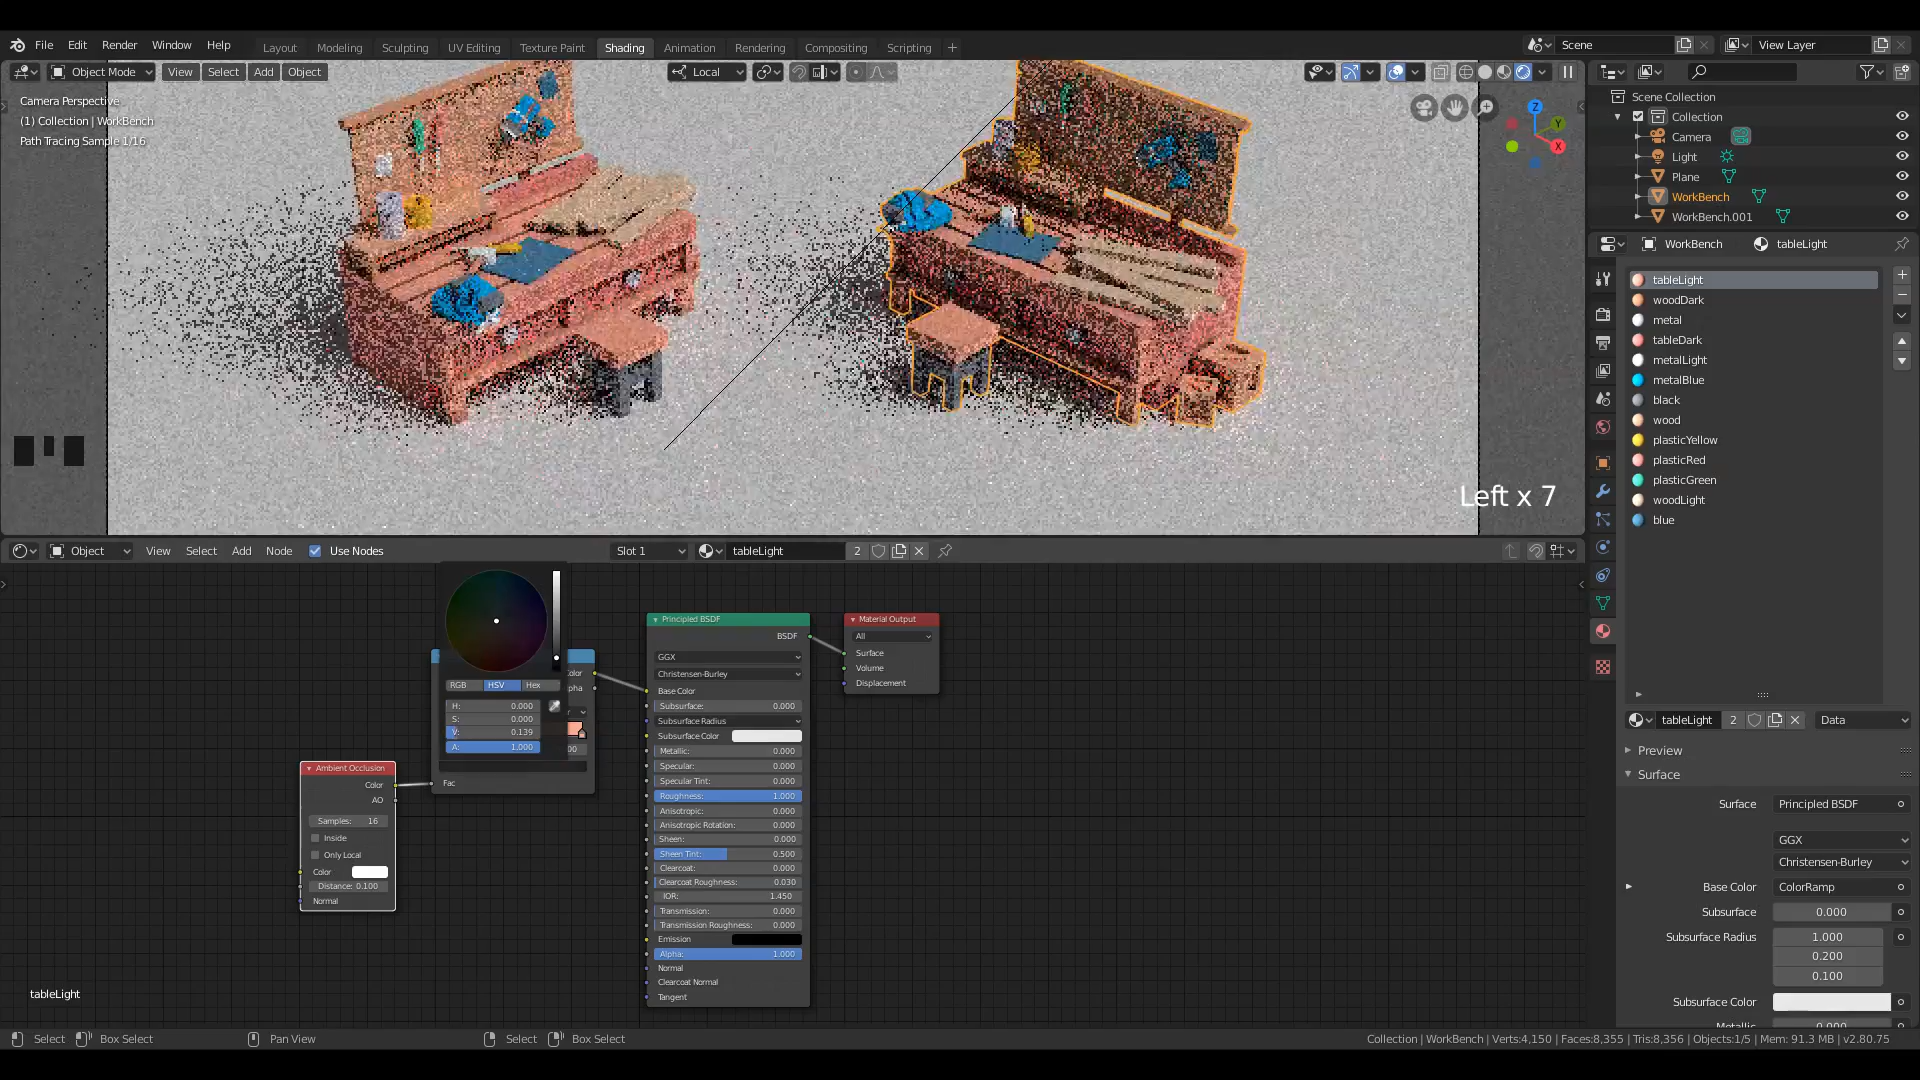 File Edit Render Window Help Layout Modeling Sculpting UV Editing Texture Paint Shading Animation Rendering Compositing Scripting + Scene View Layer
Object Mode View Select Add Object Local
Camera Perspective
(1) Collection | WorkBench
Path Tracing Sample 1/16
Z
Y
X
Left x 7
Scene Collection
Collection
Camera
Light
Plane
WorkBench
WorkBench.001
WorkBench tableLight
tableLight
woodDark
metal
tableDark
metalLight
metalBlue
black
wood
plasticYellow
plasticRed
plasticGreen
woodLight
blue
tableLight 2 Data
Preview
Surface
Surface Principled BSDF
GGX
Christensen-Burley
Base Color ColorRamp
Subsurface 0.000
Subsurface Radius 1.000
0.200
0.100
Subsurface Color
Metallic 0.000
Object View Select Add Node Use Nodes Slot 1 tableLight 2
RGB HSV Hex
H: 0.000
S: 0.000
V: 0.139
A: 1.000
Fac
Ambient Occlusion
Color
AO
Samples: 16
Inside
Only Local
Color
Distance: 0.100
Normal
Principled BSDF
BSDF
GGX
Christensen-Burley
Base Color
Subsurface: 0.000
Subsurface Radius
Subsurface Color
Metallic: 0.000
Specular: 0.000
Specular Tint: 0.000
Roughness: 1.000
Anisotropic: 0.000
Anisotropic Rotation: 0.000
Sheen: 0.000
Sheen Tint: 0.500
Clearcoat: 0.000
Clearcoat Roughness: 0.030
IOR: 1.450
Transmission: 0.000
Transmission Roughness: 0.000
Emission
Alpha: 1.000
Normal
Clearcoat Normal
Tangent
Material Output
All
Surface
Volume
Displacement
tableLight
Select Box Select Pan View Select Box Select Collection | WorkBench | Verts:4,150 | Faces:8,355 | Tris:8,356 | Objects:1/5 | Mem: 91.3 MB | v2.80.75